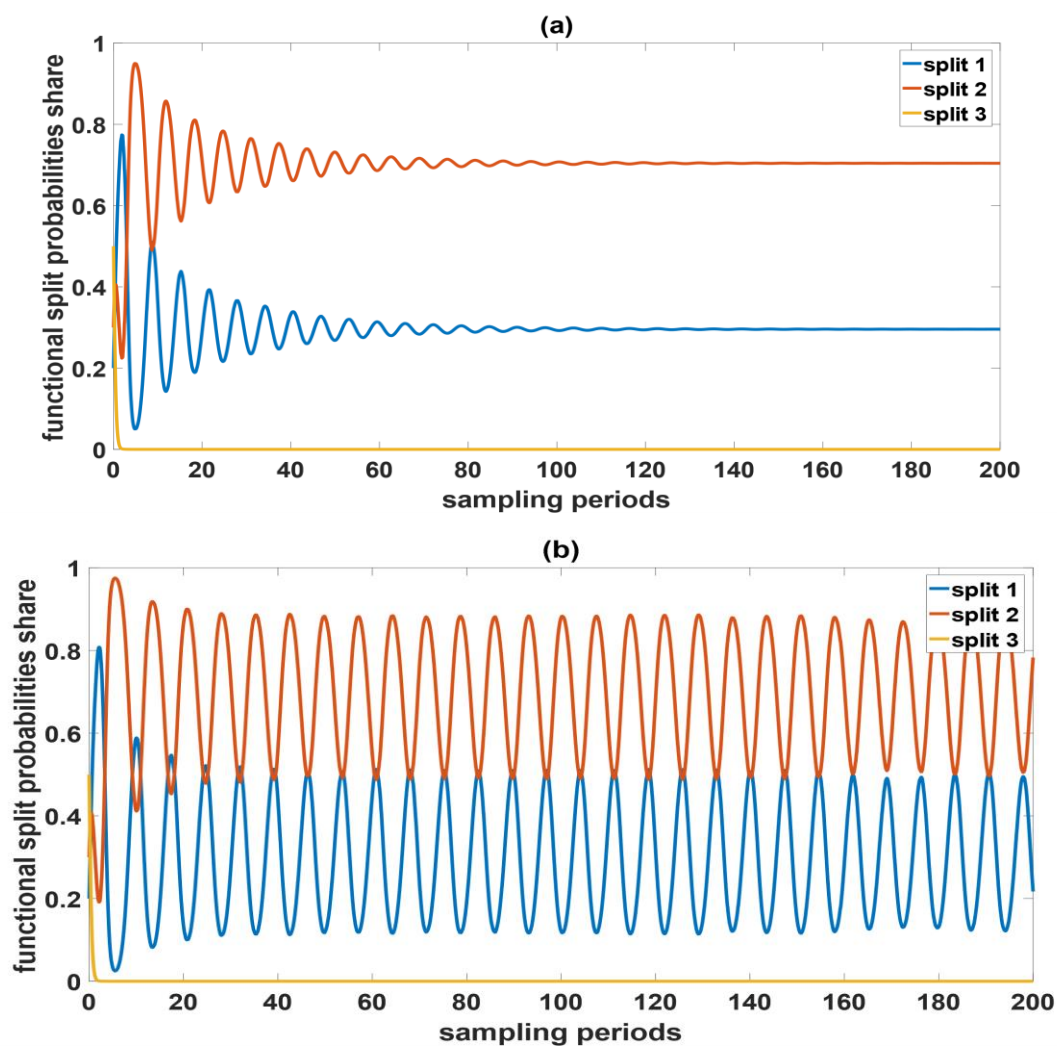 (a)
functional split probabilities share
1
0.8
0.6
0.4
0.2
0
split 1
split 2
split 3
0 20 40 60 80 100 120 140 160 180 200
sampling periods
(b)
functional split probabilities share
1
0.8
0.6
0.4
0.2
0
split 1
split 2
split 3
0 20 40 60 80 100 120 140 160 180 200
sampling periods